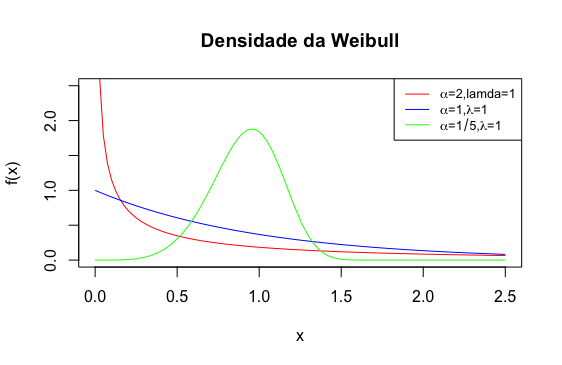 Densidade da Weibull
α=2,lamda=1
α=1,λ=1
α=1/5,λ=1
f(x)
2.0
1.0
0.0
0.0 0.5 1.0 1.5 2.0 2.5
x